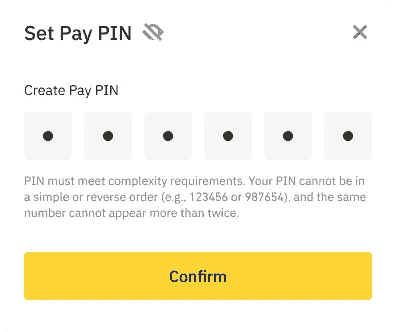 Set Pay PIN
Create Pay PIN
PIN must meet complexity requirements. Your PIN cannot be in
a simple or reverse order (e.g., 123456 or 987654), and the same
number cannot appear more than twice.
Confirm